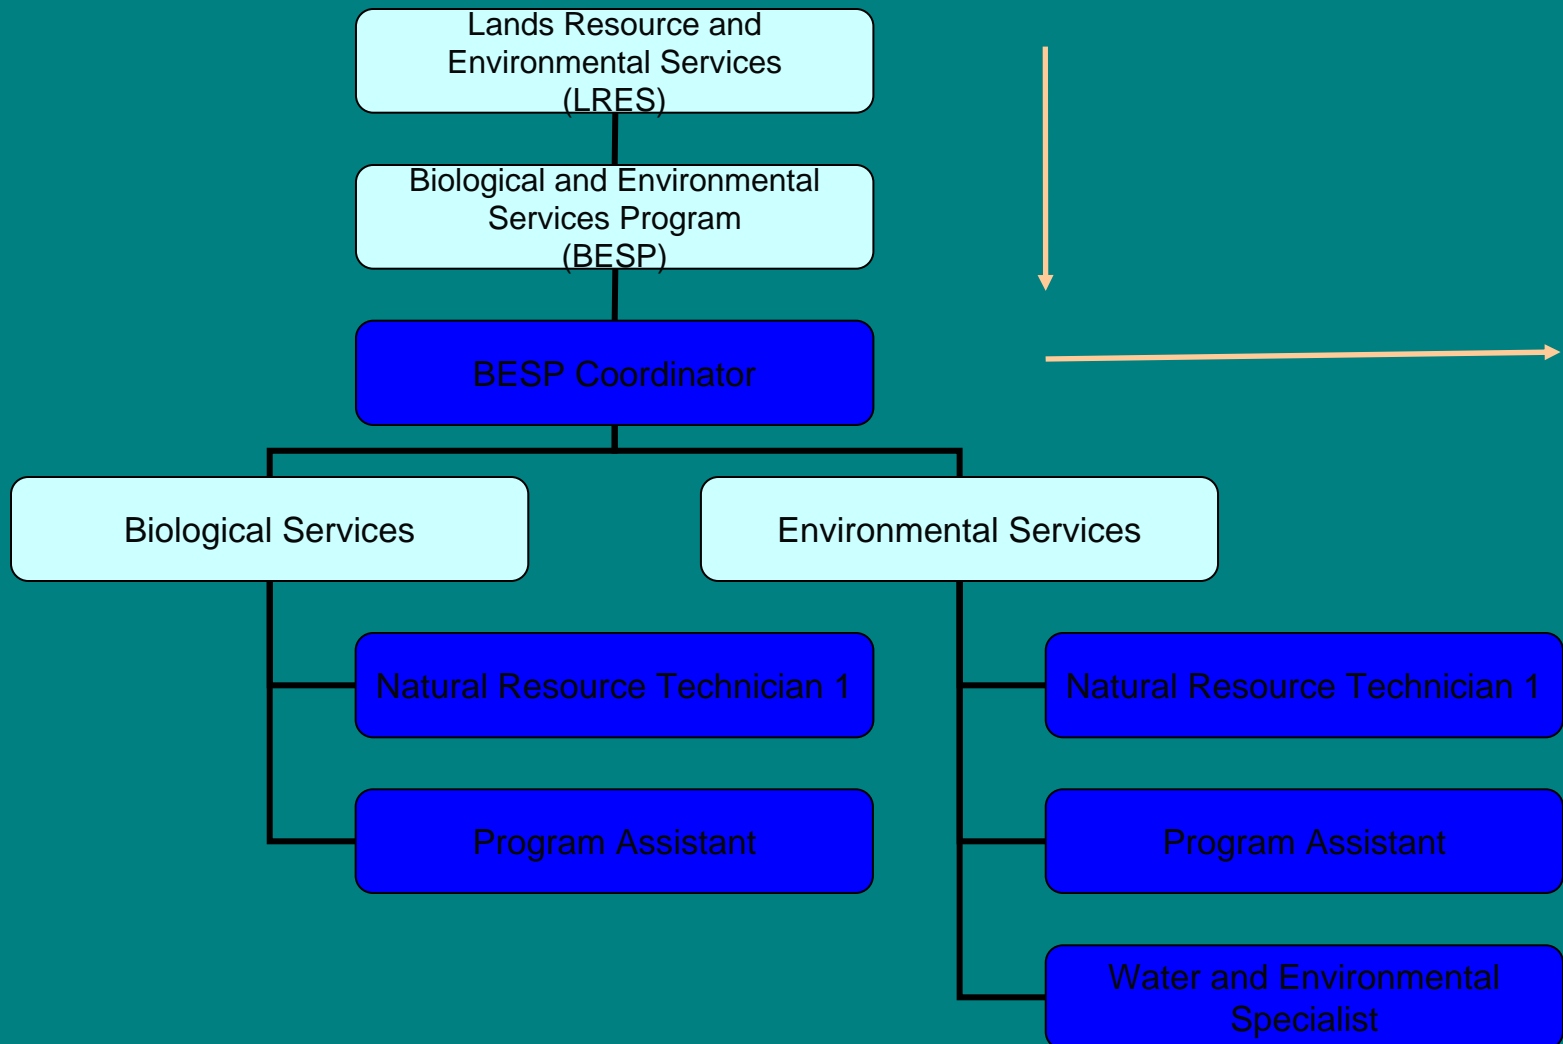 Lands Resource and
Environmental Services
(LRES)
Biological and Environmental
Services Program
(BESP)
BESP Coordinator
Biological Services
Environmental Services
Natural Resource Technician 1
Natural Resource Technician 1
Program Assistant
Program Assistant
Water and Environmental
Specialist